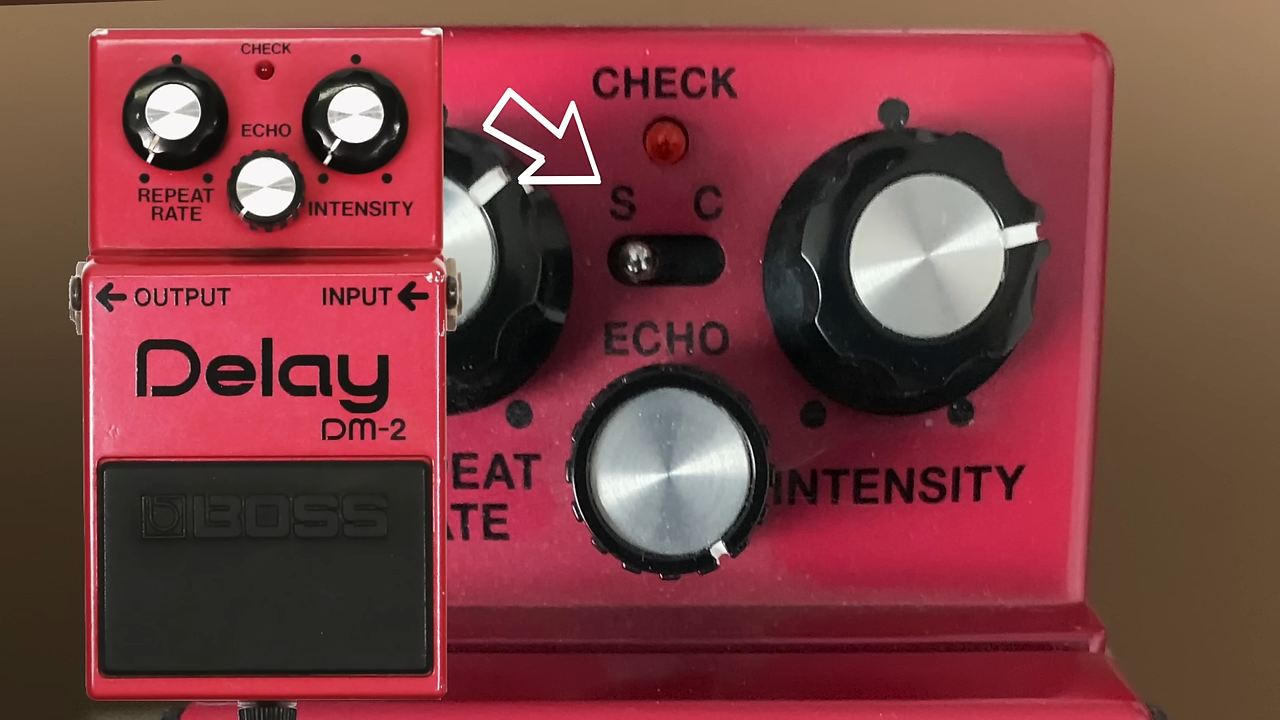 CHECK
ECHO
REPEAT
RATE
INTENSITY
OUTPUT
INPUT
Delay
DM-2
BOSS
CHECK
S C
ECHO
EAT
ATE
INTENSITY